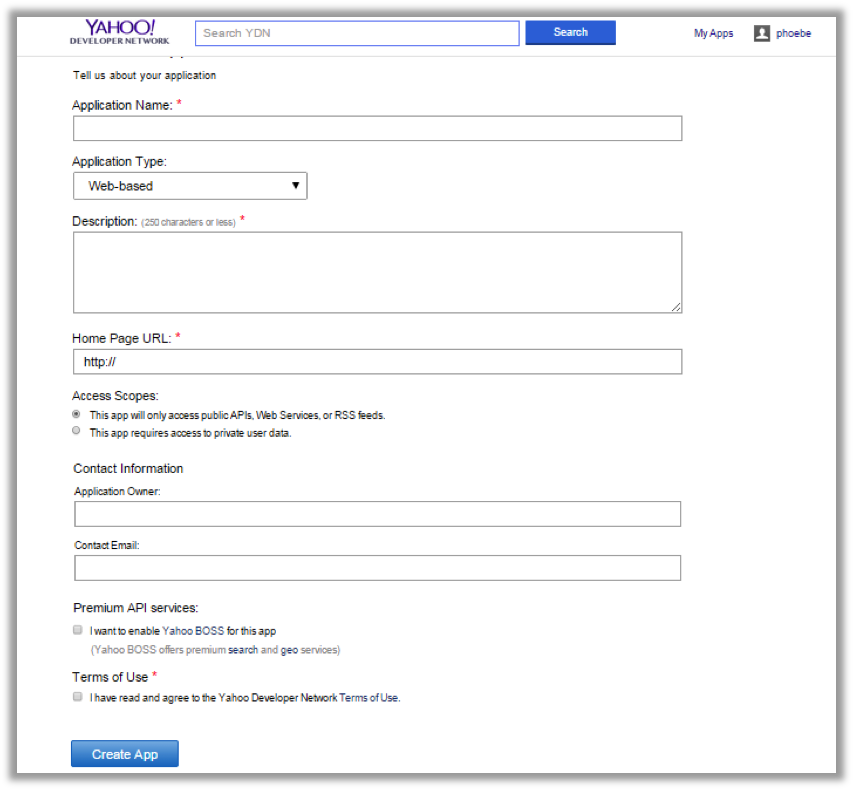 YAHOO!
DEVELOPER NETWORK
Search YDN
Search
My Apps
phoebe
Tell us about your application
Application Name: *
Application Type:
Web-based
Description: (250 characters or less) *
Home Page URL: *
http://
Access Scopes:
This app will only access public APIs, Web Services, or RSS feeds.
This app requires access to private user data.
Contact Information
Application Owner:
Contact Email:
Premium API services:
I want to enable Yahoo BOSS for this app
(Yahoo BOSS offers premium search and geo services)
Terms of Use *
I have read and agree to the Yahoo Developer Network Terms of Use.
Create App